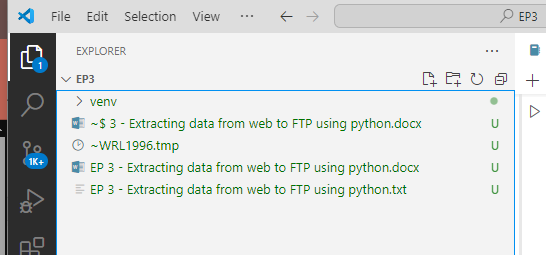 File Edit Selection View ... EP3
EXPLORER ...
1
EP3
venv
~$ 3 - Extracting data from web to FTP using python.docx U
~WRL1996.tmp U
1K+
EP 3 - Extracting data from web to FTP using python.docx U
EP 3 - Extracting data from web to FTP using python.txt U